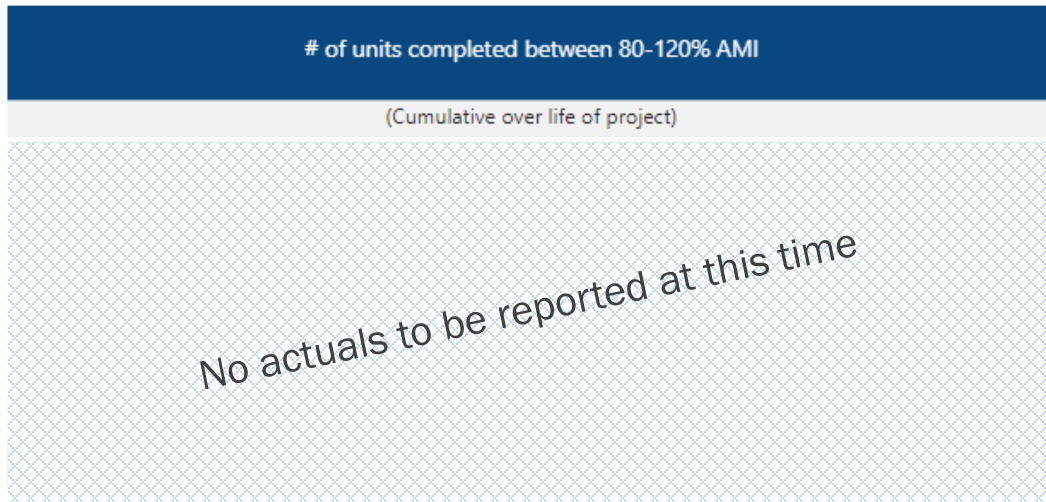 # of units completed between 80-120% AMI
(Cumulative over life of project)
No actuals to be reported at this time